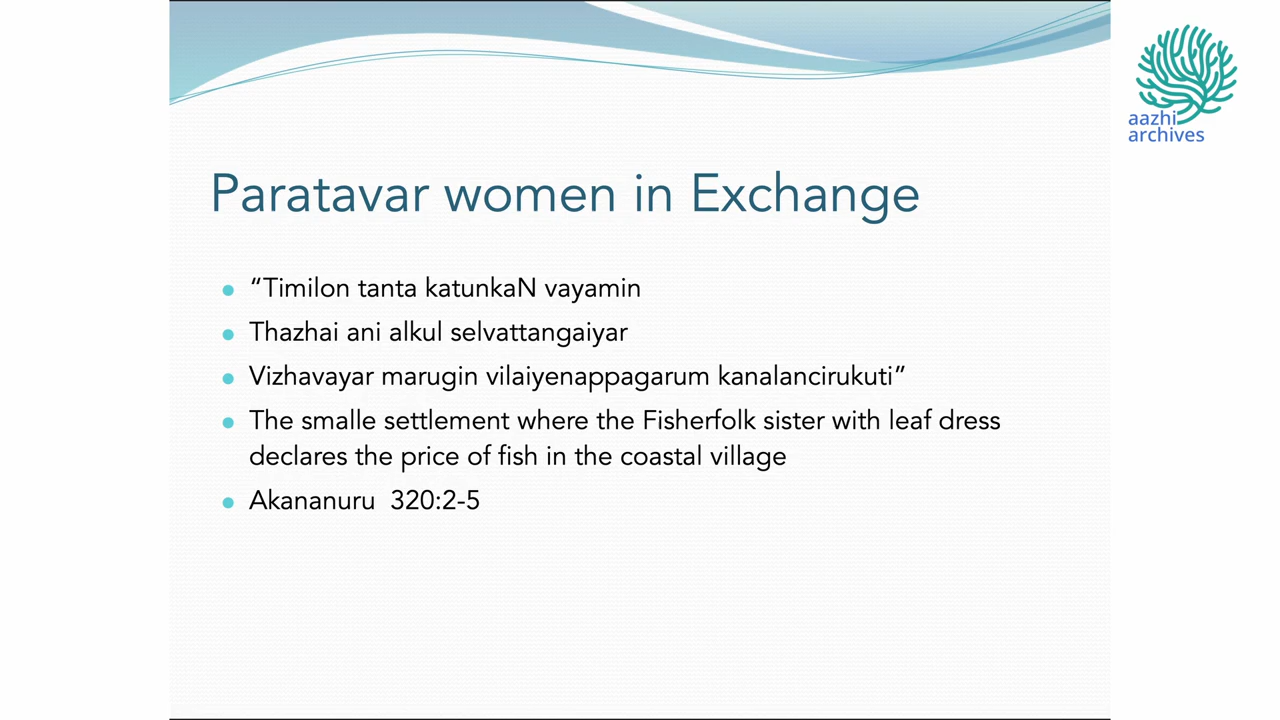 aazhi
archives
Paratavar women in Exchange
“Timilon tanta katunkaN vayamin
Thazhai ani alkul selvattangaiyar
Vizhavayar marugin vilaiyenappagarum kanalancirukuti”
The smalle settlement where the Fisherfolk sister with leaf dress
declares the price of fish in the coastal village
Akananuru 320:2-5